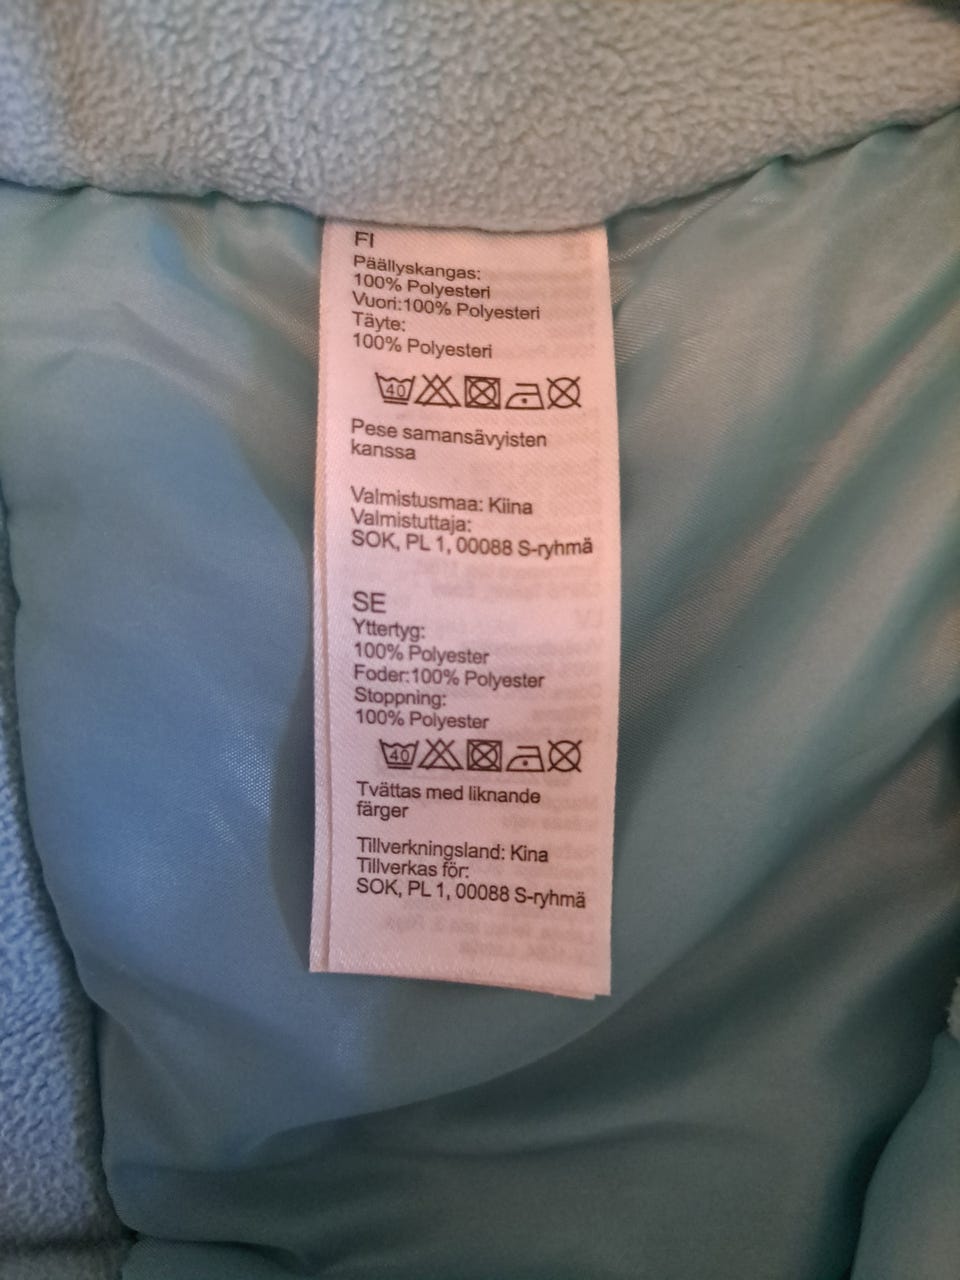 FI
Päällyskangas:
100% Polyesteri
Vuori:100% Polyesteri
Täyte:
100% Polyesteri
40
Pese samansävyisten
kanssa
Valmistusmaa: Kiina
Valmistuttaja:
SOK, PL 1, 00088 S-ryhmä
SE
Yttertyg:
100% Polyester
Foder:100% Polyester
Stoppning:
100% Polyester
40
Tvättas med liknande
färger
Tillverkningsland: Kina
Tillverkas för:
SOK, PL 1, 00088 S-ryhmä